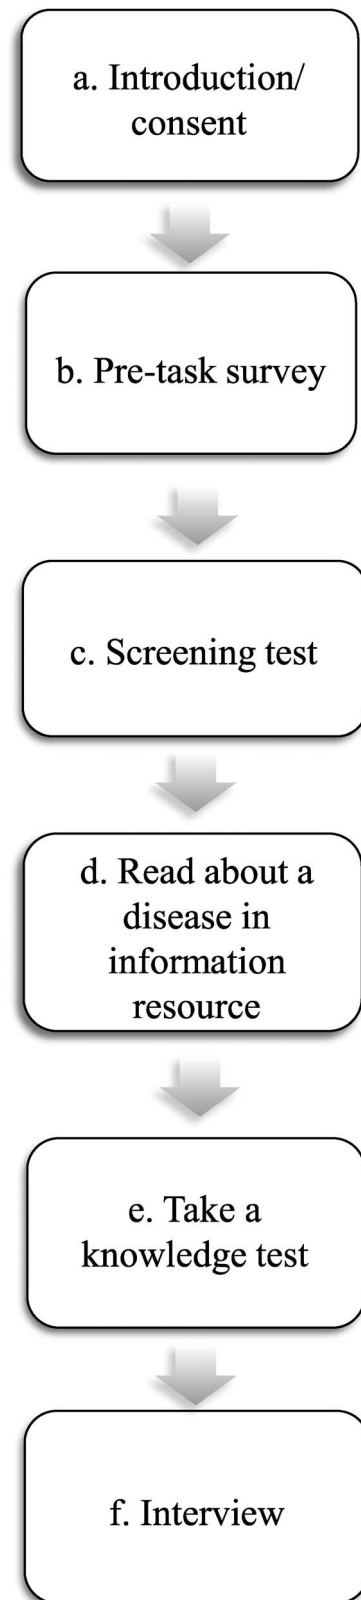 a. Introduction/
consent
b. Pre-task survey
c. Screening test
d. Read about a
disease in
information
resource
e. Take a
knowledge test
f. Interview